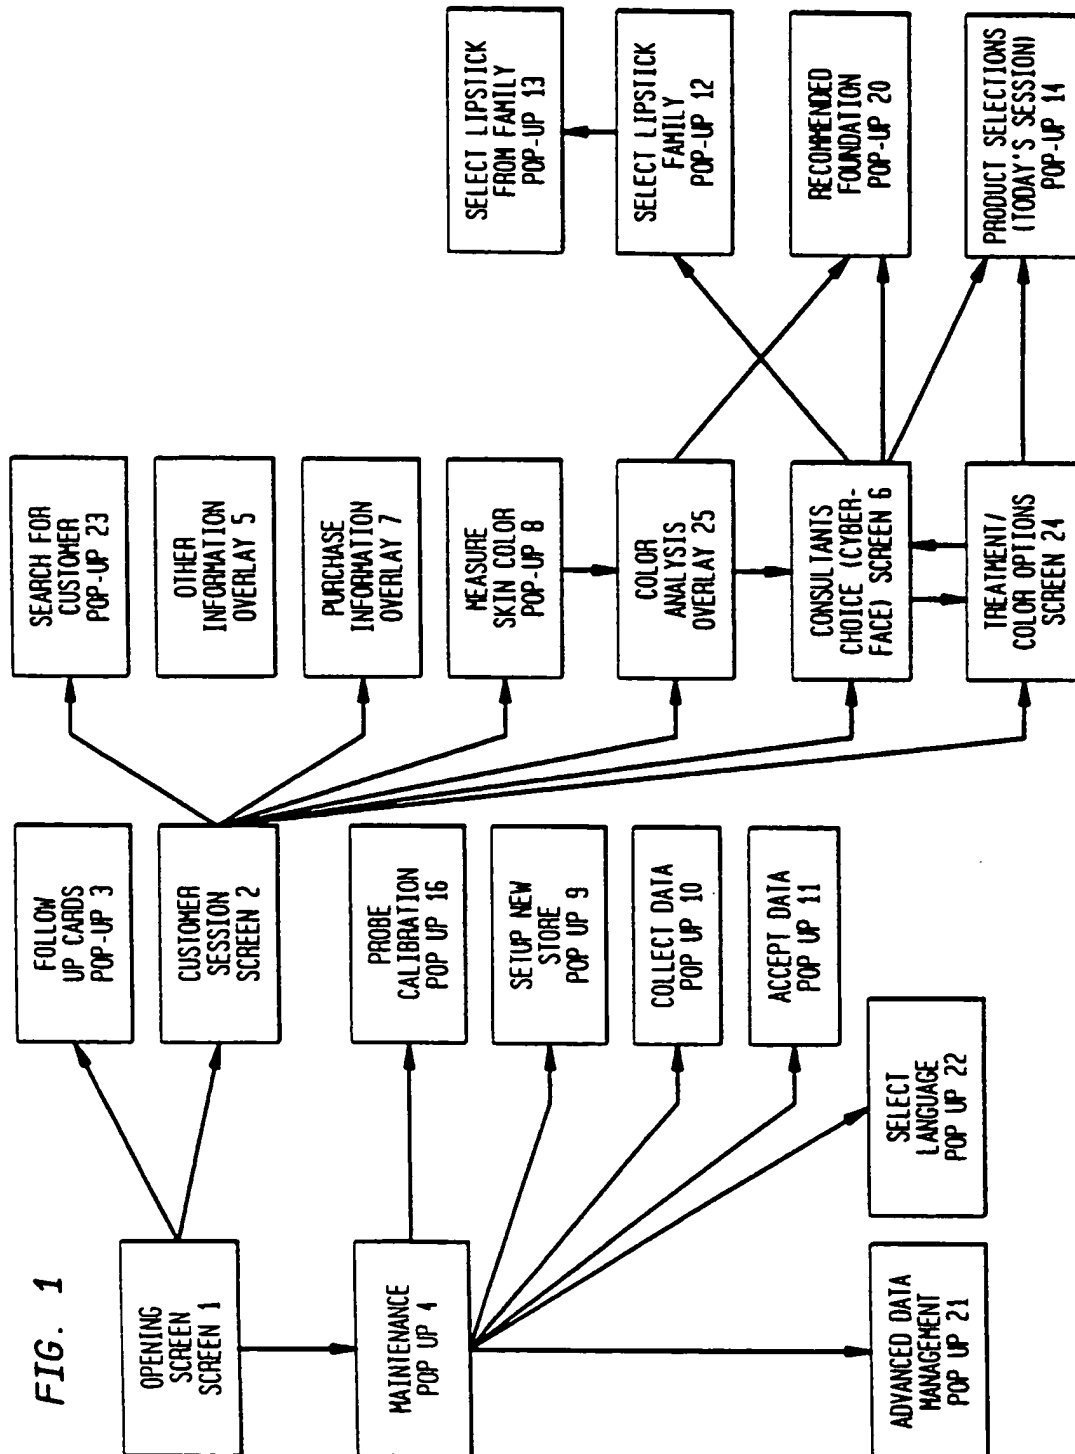 FIG. 1
OPENING
SCREEN
SCREEN 1
MAINTENANCE
POP UP 4
ADVANCED DATA
MANAGEMENT
POP UP 21
FOLLOW
UP CARDS
POP-UP 3
CUSTOMER
SESSION
SCREEN 2
PROBE
CALIBRATION
POP UP 16
SETUP NEW
STORE
POP UP 9
COLLECT DATA
POP UP 10
ACCEPT DATA
POP UP 11
SELECT
LANGUAGE
POP UP 22
SEARCH FOR
CUSTOMER
POP-UP 23
OTHER
INFORMATION
OVERLAY 5
PURCHASE
INFORMATION
OVERLAY 7
MEASURE
SKIN COLOR
POP-UP 8
COLOR
ANALYSIS
OVERLAY 25
CONSULTANTS
CHOICE (CYBER-
FACE) SCREEN 6
TREATMENT/
COLOR OPTIONS
SCREEN 24
SELECT LIPSTICK
FROM FAMILY
POP-UP 13
SELECT LIPSTICK
FAMILY
POP-UP 12
RECOMMENDED
FOUNDATION
POP-UP 20
PRODUCT SELECTIONS
(TODAY'S SESSION)
POP-UP 14